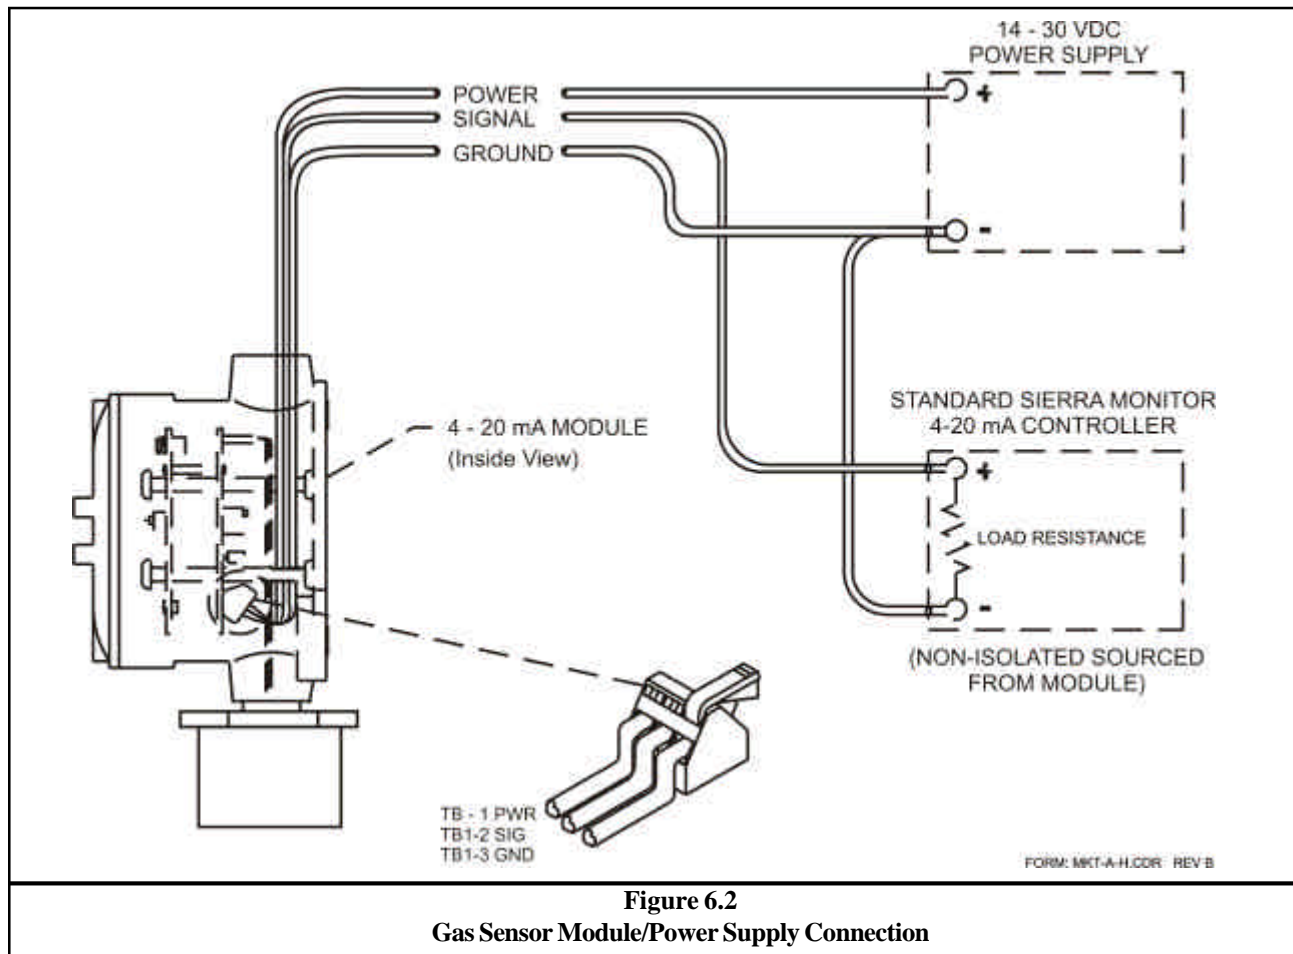 14 - 30 VDC
POWER SUPPLY
POWER
+
SIGNAL
GROUND
-
STANDARD SIERRA MONITOR
4-20 mA CONTROLLER
4 - 20 mA MODULE
(Inside View)
+
LOAD RESISTANCE
-
(NON-ISOLATED SOURCED
FROM MODULE)
TB - 1 PWR
TB1-2 SIG
TB1-3 GND
FORM: MKT-A-H.CDR REV B
Figure 6.2
Gas Sensor Module/Power Supply Connection